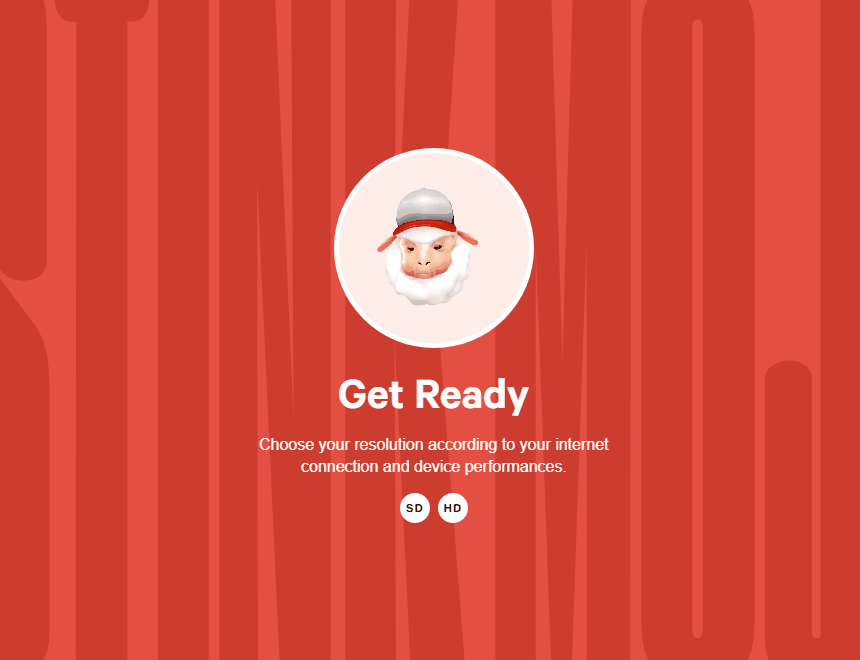 Get Ready
Choose your resolution according to your internet
connection and device performances.
SD HD